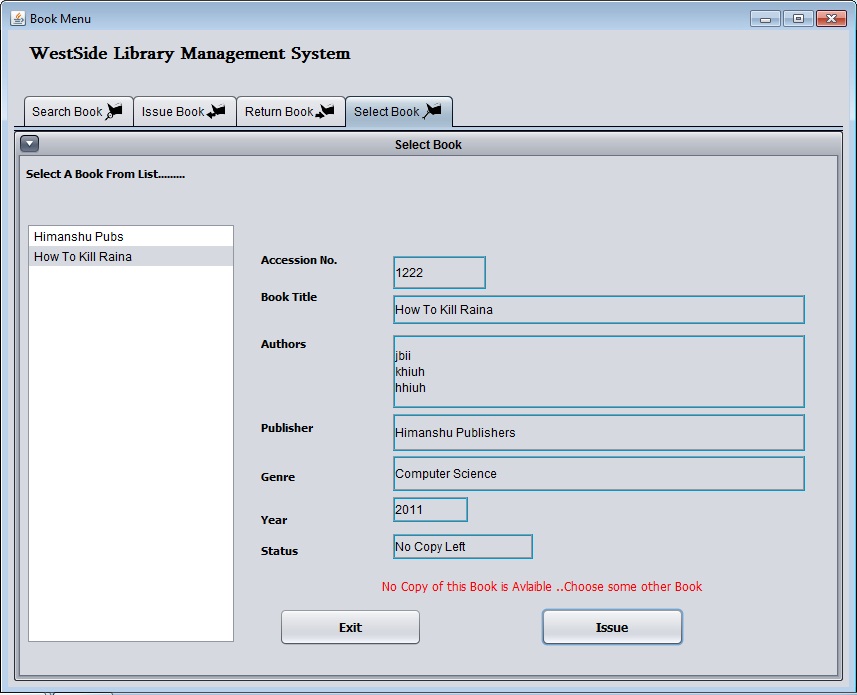 Book Menu
WestSide Library Management System
Search Book
Issue Book
Return Book
Select Book
Select Book
Select A Book From List.........
Himanshu Pubs
How To Kill Raina
Accession No.
1222
Book Title
How To Kill Raina
Authors
jbii
khiuh
hhiuh
Publisher
Himanshu Publishers
Genre
Computer Science
Year
2011
Status
No Copy Left
No Copy of this Book is Avlaible ..Choose some other Book
Exit
Issue